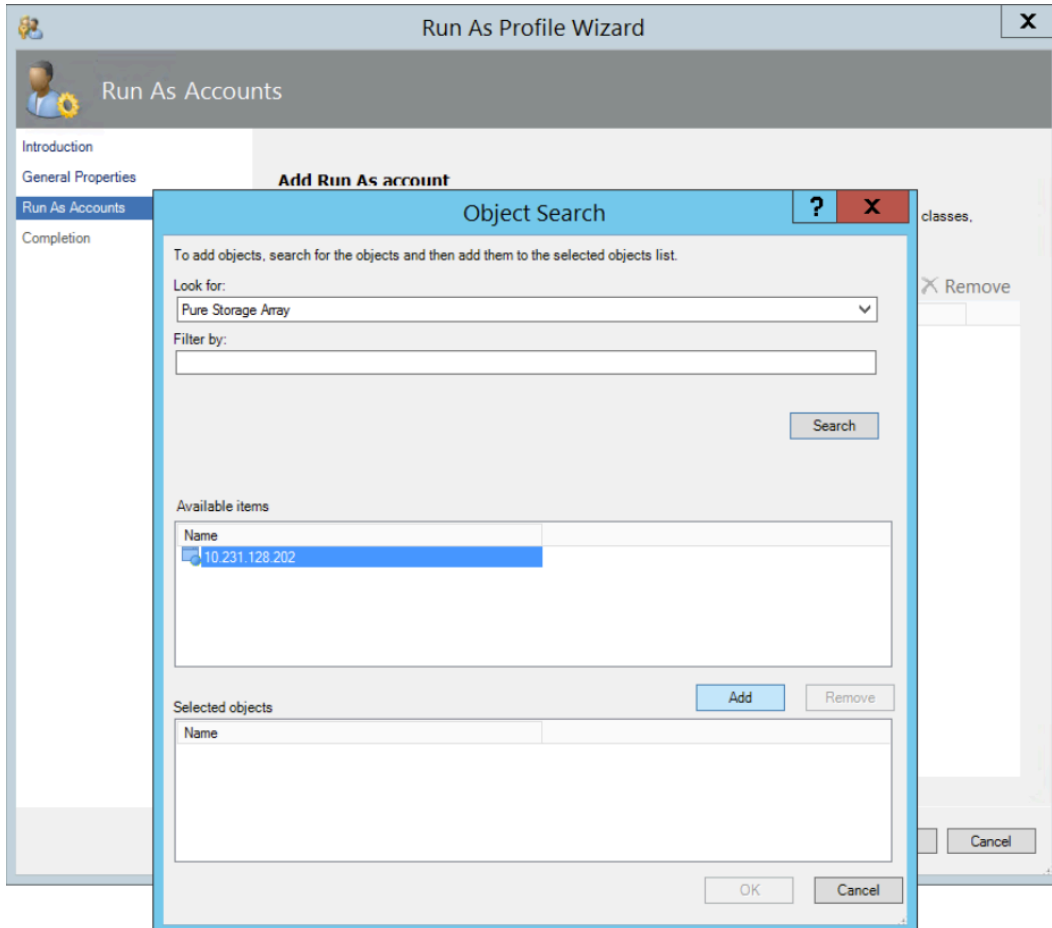 Run As Profile Wizard
X
Run As Accounts
Introduction
General Properties
Run As Accounts
Completion
Add Run As account
classes,
Remove
Object Search
?
X
To add objects, search for the objects and then add them to the selected objects list.
Look for:
Pure Storage Array
Filter by:
Search
Available items
Name
10.231.128.202
Add
Remove
Selected objects
Name
OK
Cancel
Cancel